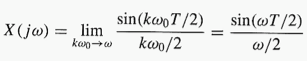 X(jω) = lim_{kω₀→ω} sin(kω₀T/2) / kω₀/2 = sin(ωT/2) / ω/2